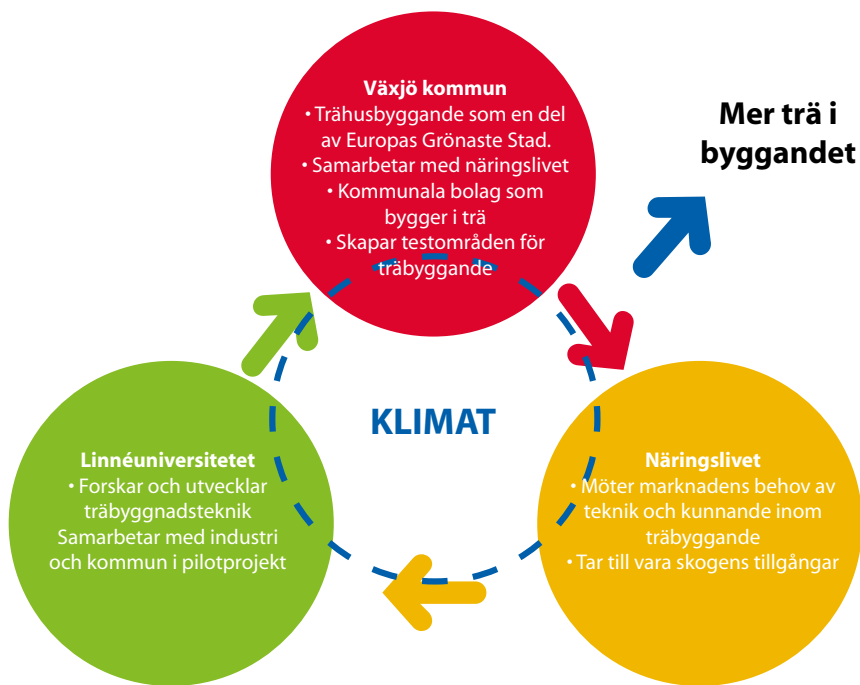 Växjö kommun
• Trähusbyggande som en del
av Europas Grönaste Stad.
• Samarbetar med näringslivet
• Kommunala bolag som
bygger i trä
• Skapar testområden för
träbyggande
Mer trä i
byggandet
KLIMAT
Linnéuniversitetet
• Forskar och utvecklar
träbyggnadsteknik
Samarbetar med industri
och kommun i pilotprojekt
Näringslivet
• Möter marknadens behov av
teknik och kunnande inom
träbyggande
• Tar till vara skogens tillgångar